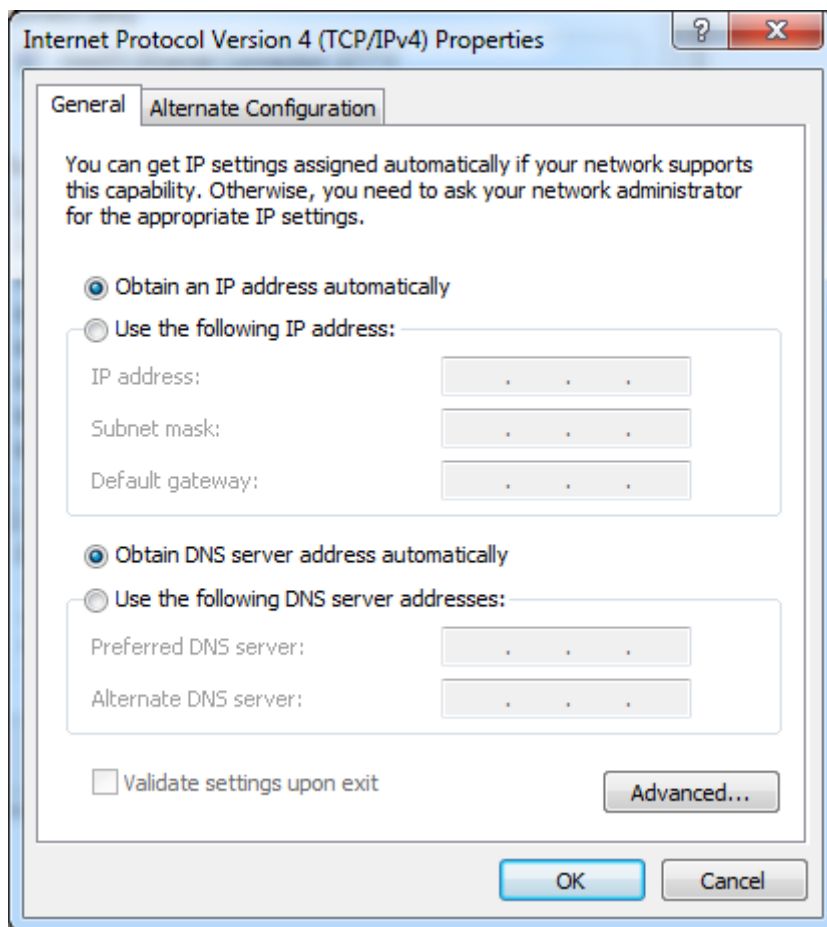 Internet Protocol Version 4 (TCP/IPv4) Properties
General
Alternate Configuration
You can get IP settings assigned automatically if your network supports
this capability. Otherwise, you need to ask your network administrator
for the appropriate IP settings.
Obtain an IP address automatically
Use the following IP address:
IP address: . . .
Subnet mask: . . .
Default gateway: . . .
Obtain DNS server address automatically
Use the following DNS server addresses:
Preferred DNS server: . . .
Alternate DNS server: . . .
Validate settings upon exit
Advanced...
OK
Cancel